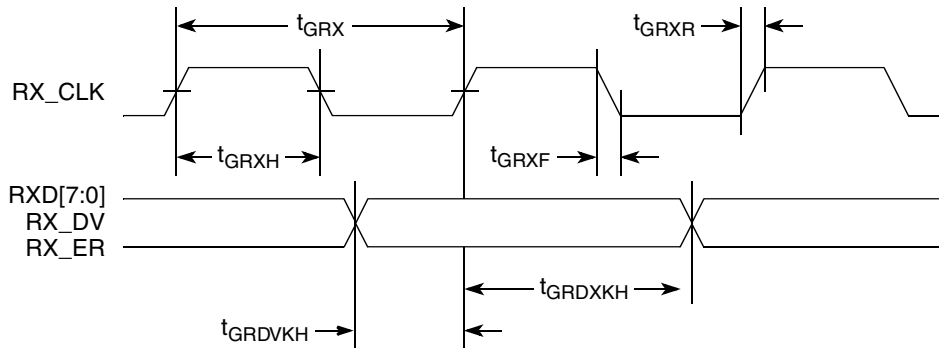 tGRX
tGRXR
RX_CLK
tGRXH
tGRXF
RXD[7:0]
RX_DV
RX_ER
tGRDXKH
tGRDVKH